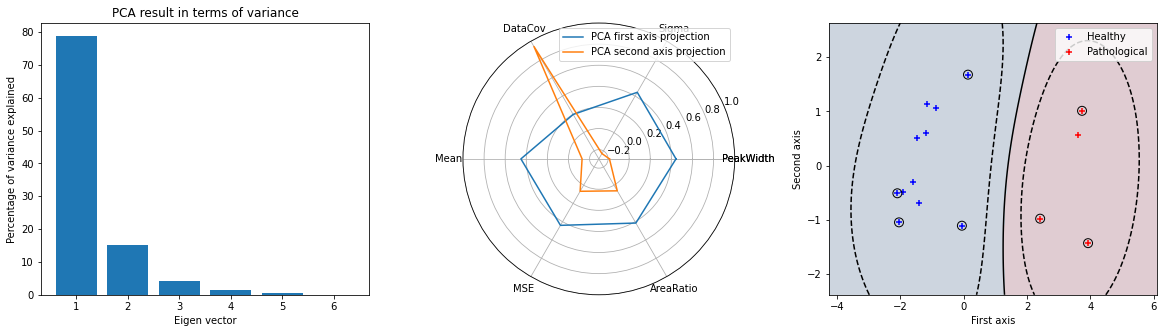 PCA result in terms of variance
Percentage of variance explained
80
70
60
50
40
30
20
10
0
1 2 3 4 5 6
Eigen vector
DataCov
Sigma
PCA first axis projection
PCA second axis projection
1.0
0.8
0.6
0.4
0.2
0.0
−0.2
Mean
PeakWidth
MSE
AreaRatio
Healthy
Pathological
Second axis
2
1
0
−1
−2
−4 −2 0 2 4 6
First axis